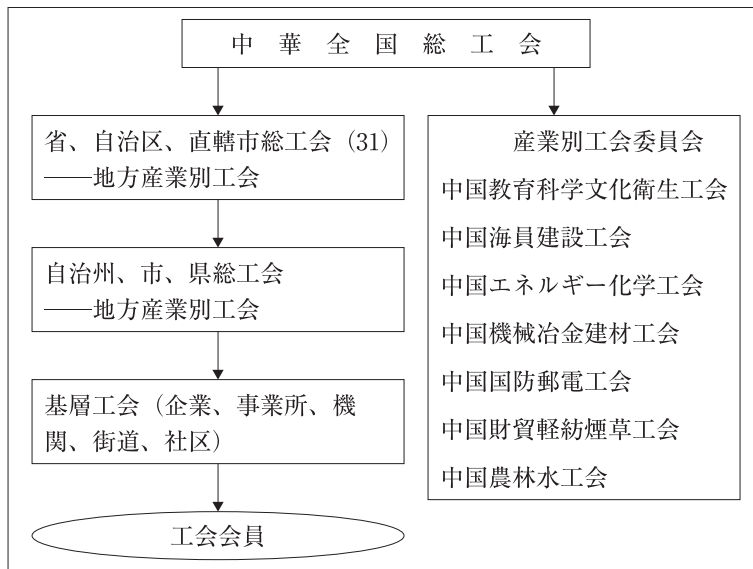 中華全国総工会
省、自治区、直轄市総工会（31）
――地方産業別工会
自治州、市、県総工会
――地方産業別工会
基層工会（企業、事業所、機
関、街道、社区）
工会会員
産業別工会委員会
中国教育科学文化衛生工会
中国海員建設工会
中国エネルギー化学工会
中国機械冶金建材工会
中国国防郵電工会
中国財貿軽紡煙草工会
中国農林水工会